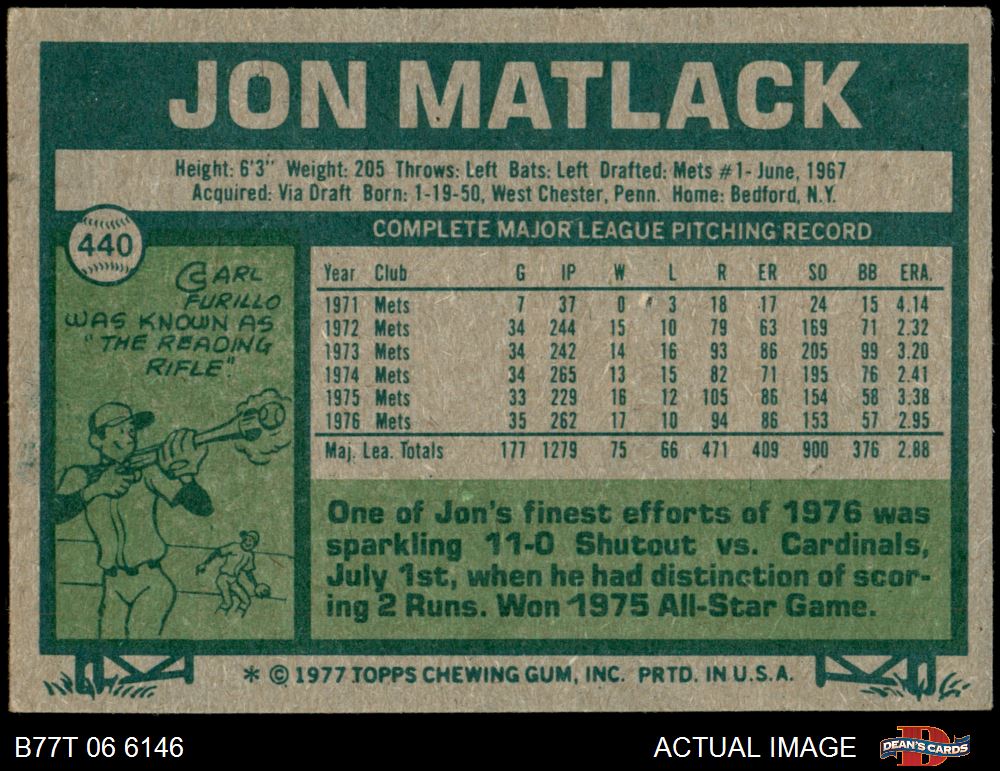 JON MATLACK
Height: 6'3" Weight: 205 Throws: Left Bats: Left Drafted: Mets #1-June, 1967
Acquired: Via Draft Born: 1-19-50, West Chester, Penn. Home: Bedford, N.Y.
440
CARL
FURILLO
WAS KNOWN AS
"THE READING
RIFLE"
COMPLETE MAJOR LEAGUE PITCHING RECORD
Year Club G IP W L R ER SO BB ERA.
1971 Mets 7 37 0 3 18 17 24 15 4.14
1972 Mets 34 244 15 10 79 63 169 71 2.32
1973 Mets 34 242 14 16 93 86 205 99 3.20
1974 Mets 34 265 13 15 82 71 195 76 2.41
1975 Mets 33 229 16 12 105 86 154 58 3.38
1976 Mets 35 262 17 10 94 86 153 57 2.95
Maj. Lea. Totals 177 1279 75 66 471 409 900 376 2.88
One of Jon's finest efforts of 1976 was
sparkling 11-0 Shutout vs. Cardinals,
July 1st, when he had distinction of scor-
ing 2 Runs. Won 1975 All-Star Game.
* © 1977 TOPPS CHEWING GUM, INC. PRTD. IN U.S.A.
B77T 06 6146
ACTUAL IMAGE
DEAN'S CARDS